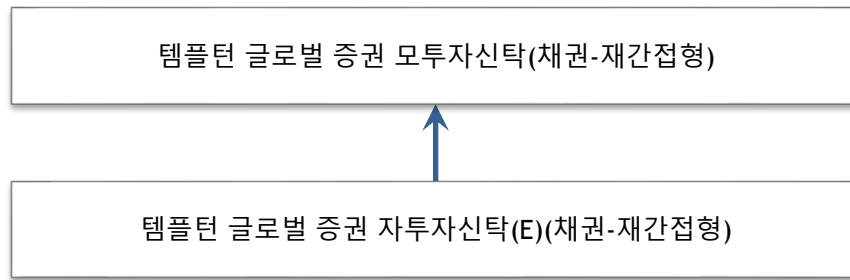 템플턴 글로벌 증권 모투자신탁(채권-재간접형)
템플턴 글로벌 증권 자투자신탁(E)(채권-재간접형)